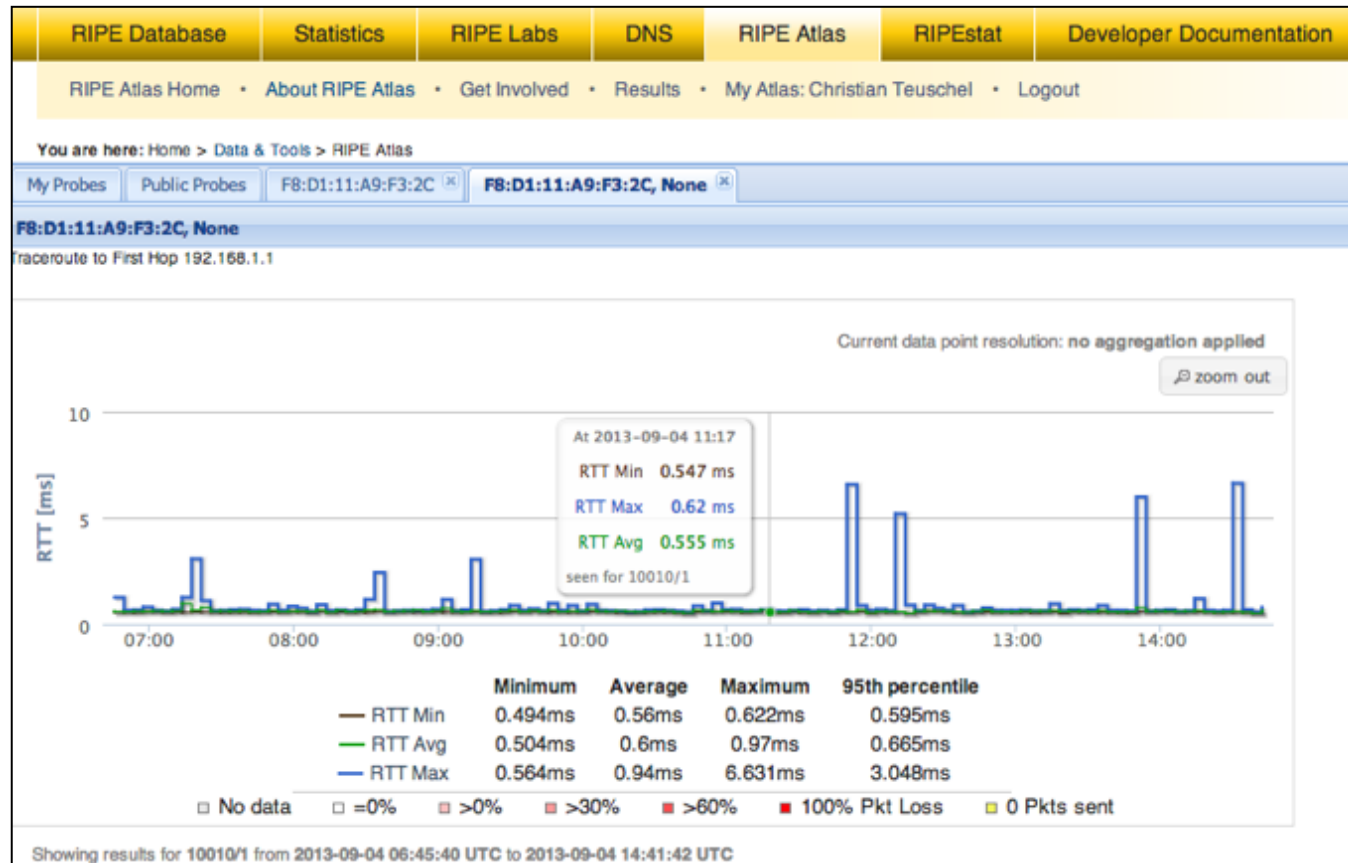 RIPE Database Statistics RIPE Labs DNS RIPE Atlas RIPEstat Developer Documentation
RIPE Atlas Home • About RIPE Atlas • Get Involved • Results • My Atlas: Christian Teuschel • Logout
You are here: Home > Data & Tools > RIPE Atlas
My Probes Public Probes F8:D1:11:A9:F3:2C F8:D1:11:A9:F3:2C, None
F8:D1:11:A9:F3:2C, None
Traceroute to First Hop 192.168.1.1
Current data point resolution: no aggregation applied
zoom out
10
5
0
RTT [ms]
At 2013-09-04 11:17
RTT Min 0.547 ms
RTT Max 0.62 ms
RTT Avg 0.555 ms
seen for 10010/1
07:00 08:00 09:00 10:00 11:00 12:00 13:00 14:00
Minimum Average Maximum 95th percentile
RTT Min 0.494ms 0.56ms 0.622ms 0.595ms
RTT Avg 0.504ms 0.6ms 0.97ms 0.665ms
RTT Max 0.564ms 0.94ms 6.631ms 3.048ms
No data =0% >0% >30% >60% 100% Pkt Loss 0 Pkts sent
Showing results for 10010/1 from 2013-09-04 06:45:40 UTC to 2013-09-04 14:41:42 UTC